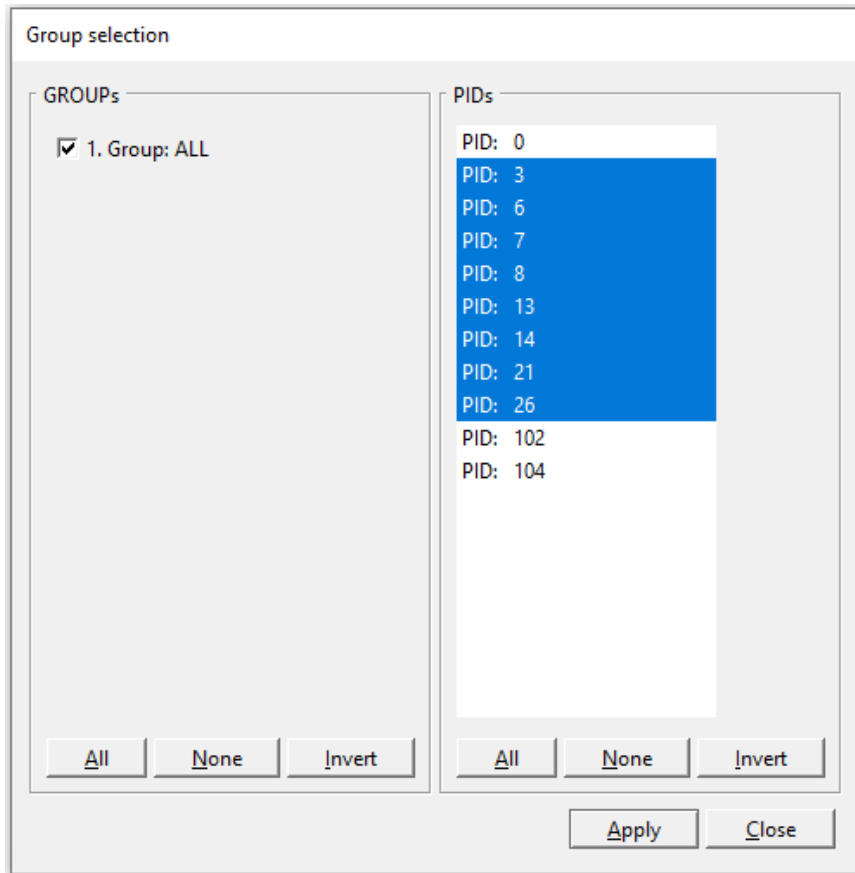 Group selection
GROUPs
1. Group: ALL
All None Invert
PIDs
PID: 0
PID: 3
PID: 6
PID: 7
PID: 8
PID: 13
PID: 14
PID: 21
PID: 26
PID: 102
PID: 104
All None Invert
Apply Close